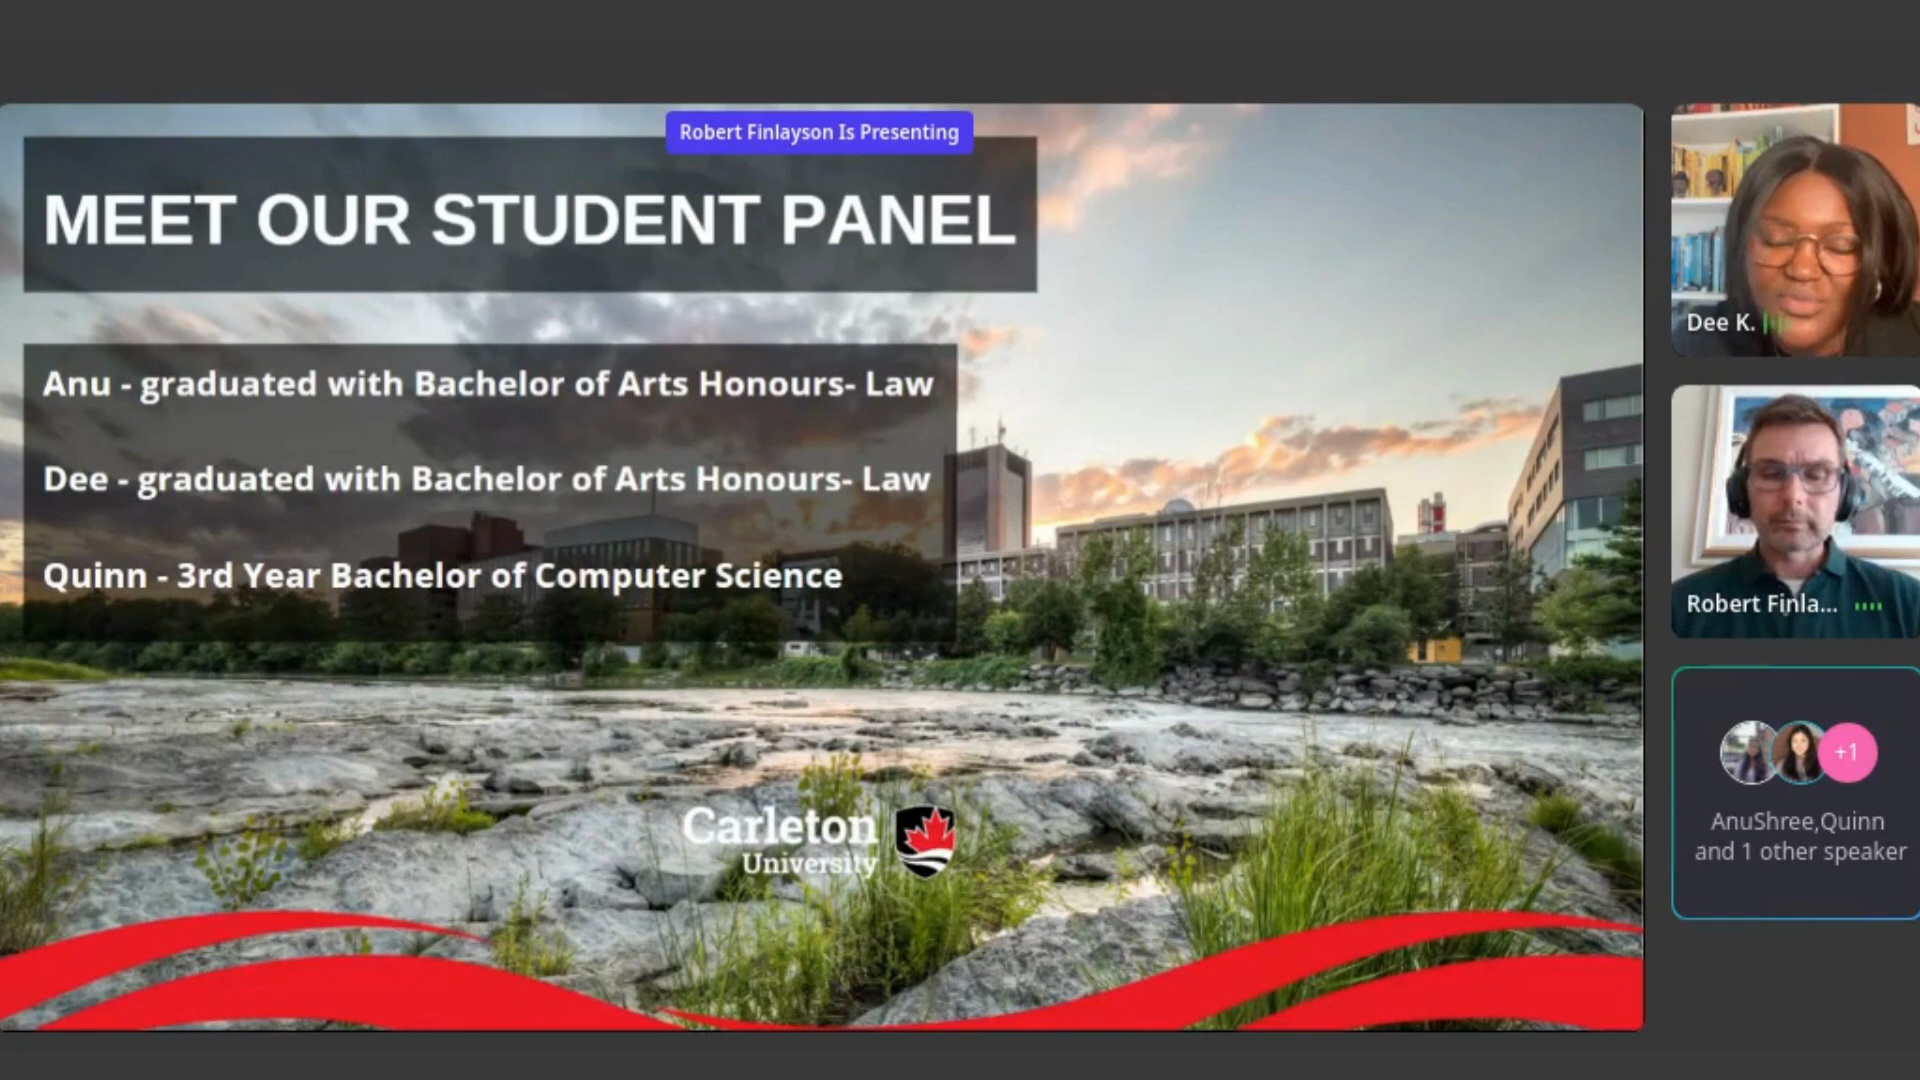 Robert Finlayson Is Presenting
MEET OUR STUDENT PANEL
Anu - graduated with Bachelor of Arts Honours- Law
Dee - graduated with Bachelor of Arts Honours- Law
Quinn - 3rd Year Bachelor of Computer Science
Carleton
University
Dee K.
Robert Finla...
+1
AnuShree,Quinn
and 1 other speaker